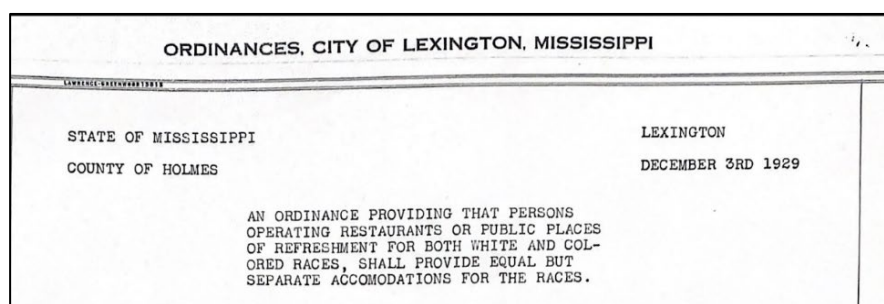 ORDINANCES, CITY OF LEXINGTON, MISSISSIPPI
STATE OF MISSISSIPPI
LEXINGTON
COUNTY OF HOLMES
DECEMBER 3RD 1929
AN ORDINANCE PROVIDING THAT PERSONS
OPERATING RESTAURANTS OR PUBLIC PLACES
OF REFRESHMENT FOR BOTH WHITE AND COL-
ORED RACES, SHALL PROVIDE EQUAL BUT
SEPARATE ACCOMODATIONS FOR THE RACES.